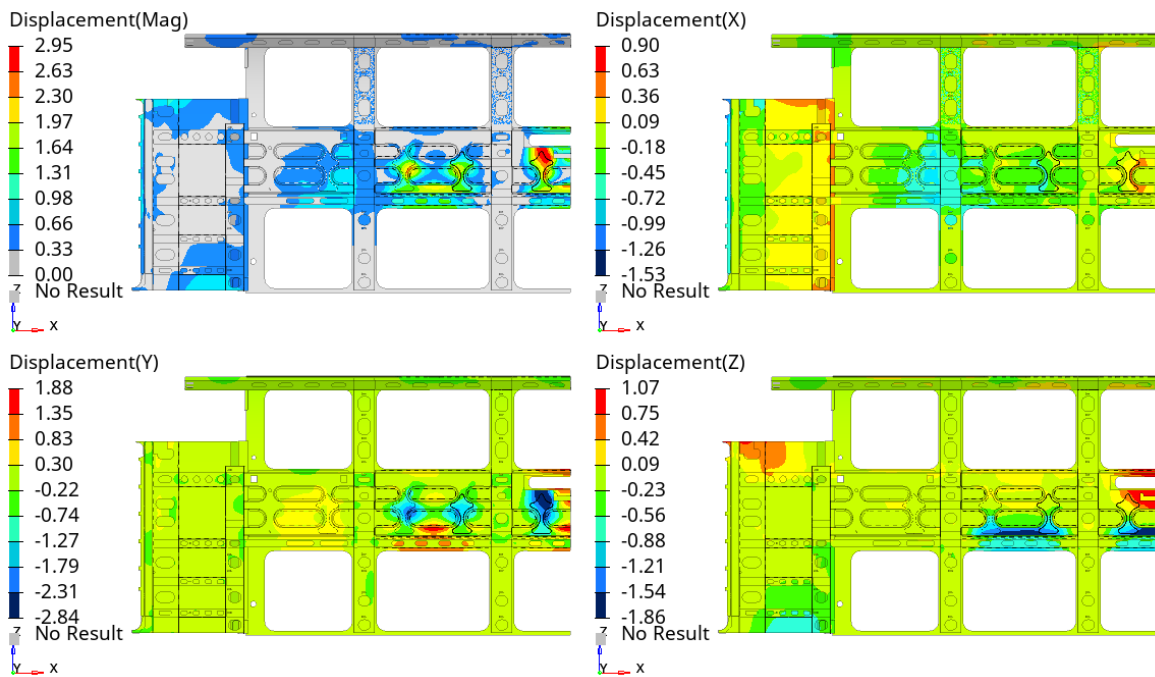 Displacement(Mag)
2.95
2.63
2.30
1.97
1.64
1.31
0.98
0.66
0.33
0.00
No Result
Z
Y
X
Displacement(X)
0.90
0.63
0.36
0.09
-0.18
-0.45
-0.72
-0.99
-1.26
-1.53
No Result
Z
Y
X
Displacement(Y)
1.88
1.35
0.83
0.30
-0.22
-0.74
-1.27
-1.79
-2.31
-2.84
No Result
Z
Y
X
Displacement(Z)
1.07
0.75
0.42
0.09
-0.23
-0.56
-0.88
-1.21
-1.54
-1.86
No Result
Z
Y
X